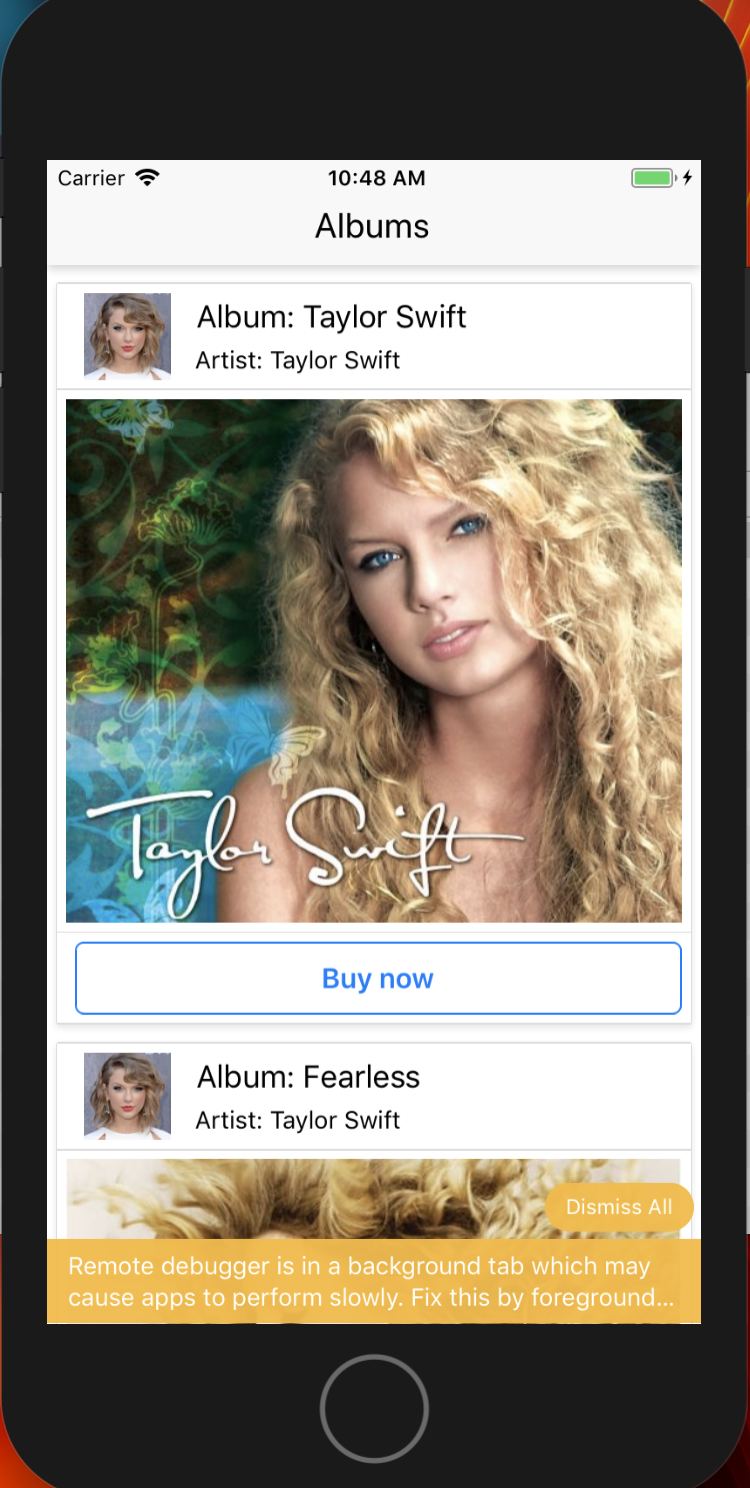 Carrier 10:48 AM
Albums
Album: Taylor Swift
Artist: Taylor Swift
Taylor Swift
Buy now
Album: Fearless
Artist: Taylor Swift
Dismiss All
Remote debugger is in a background tab which may
cause apps to perform slowly. Fix this by foreground...